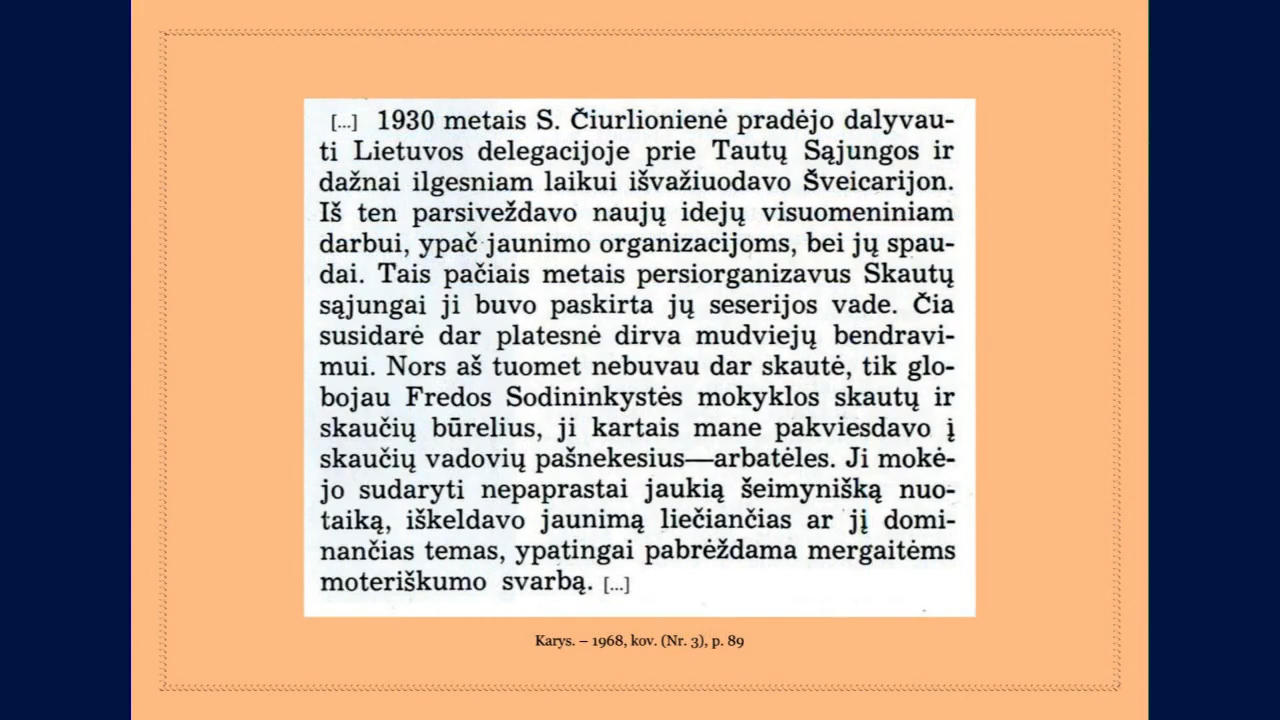 [...] 1930 metais S. Čiurlionienė pradėjo dalyvau-
ti Lietuvos delegacijoje prie Tautų Sąjungos ir
dažnai ilgesniam laikui išvažiuodavo Šveicarijon.
Iš ten parsiveždavo naujų idejų visuomeniniam
darbui, ypač jaunimo organizacijoms, bei jų spau-
dai. Tais pačiais metais persiorganizavus Skautų
sąjungai ji buvo paskirta jų seserijos vade. Čia
susidarė dar platesnė dirva mudviejų bendravi-
mui. Nors aš tuomet nebuvau dar skautė, tik glo-
bojau Fredos Sodininkystės mokyklos skautų ir
skaučių būrelius, ji kartais mane pakviesdavo į
skaučių vadovių pašnekesius—arbatėles. Ji mokė-
jo sudaryti nepaprastai jaukią šeimynišką nuo-
taiką, iškeldavo jaunimą liečiančias ar jį domi-
nančias temas, ypatingai pabrėždama mergaitėms
moteriškumo svarbą. [...]
Karys. – 1968, kov. (Nr. 3), p. 89